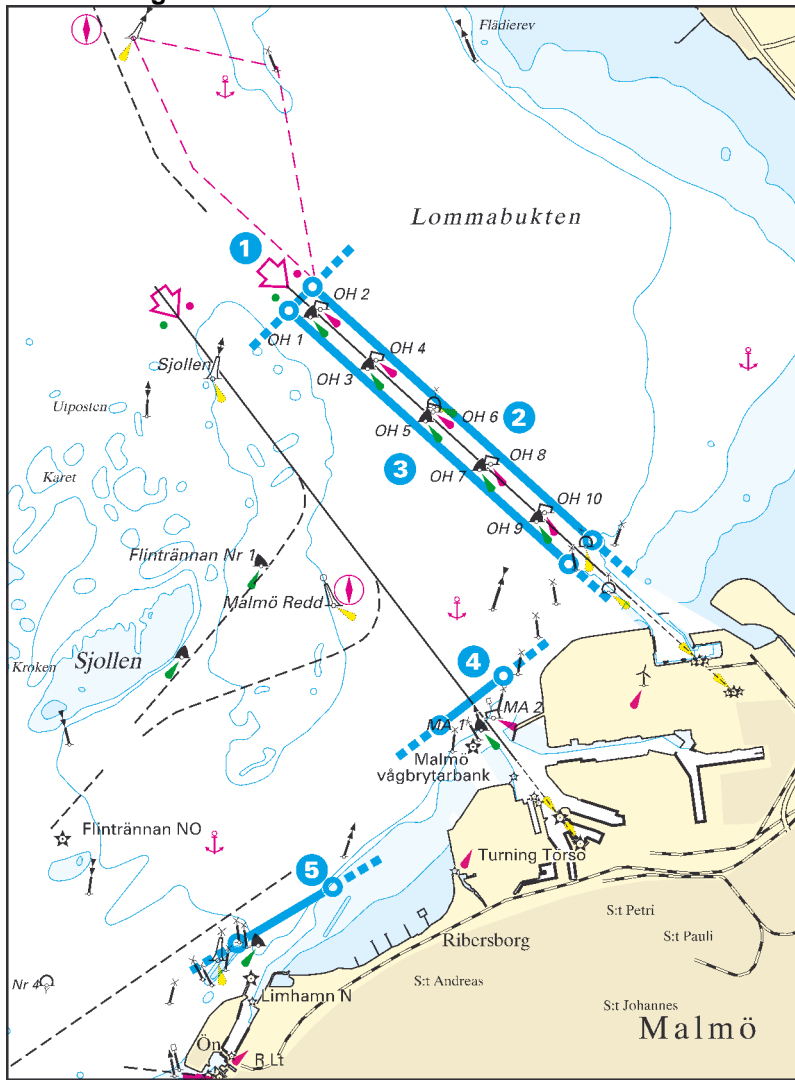 Flädierev
Lommabukten
1
OH 2
OH 1
OH 4
OH 3
Sjollen
Utposten
OH 6
2
OH 5
3
OH 8
OH 7
Karet
OH 10
OH 9
Flintrännan Nr 1
Malmö Redd
Kroken
Sjollen
4
MA 2
MA 1
Malmö
vågbrytarbank
Flintrännan NO
Turning Torso
5
S:t Petri
S:t Pauli
Ribersborg
S:t Andreas
Nr 4
Limhamn N
S:t Johannes
Malmö
Ön
R Lt